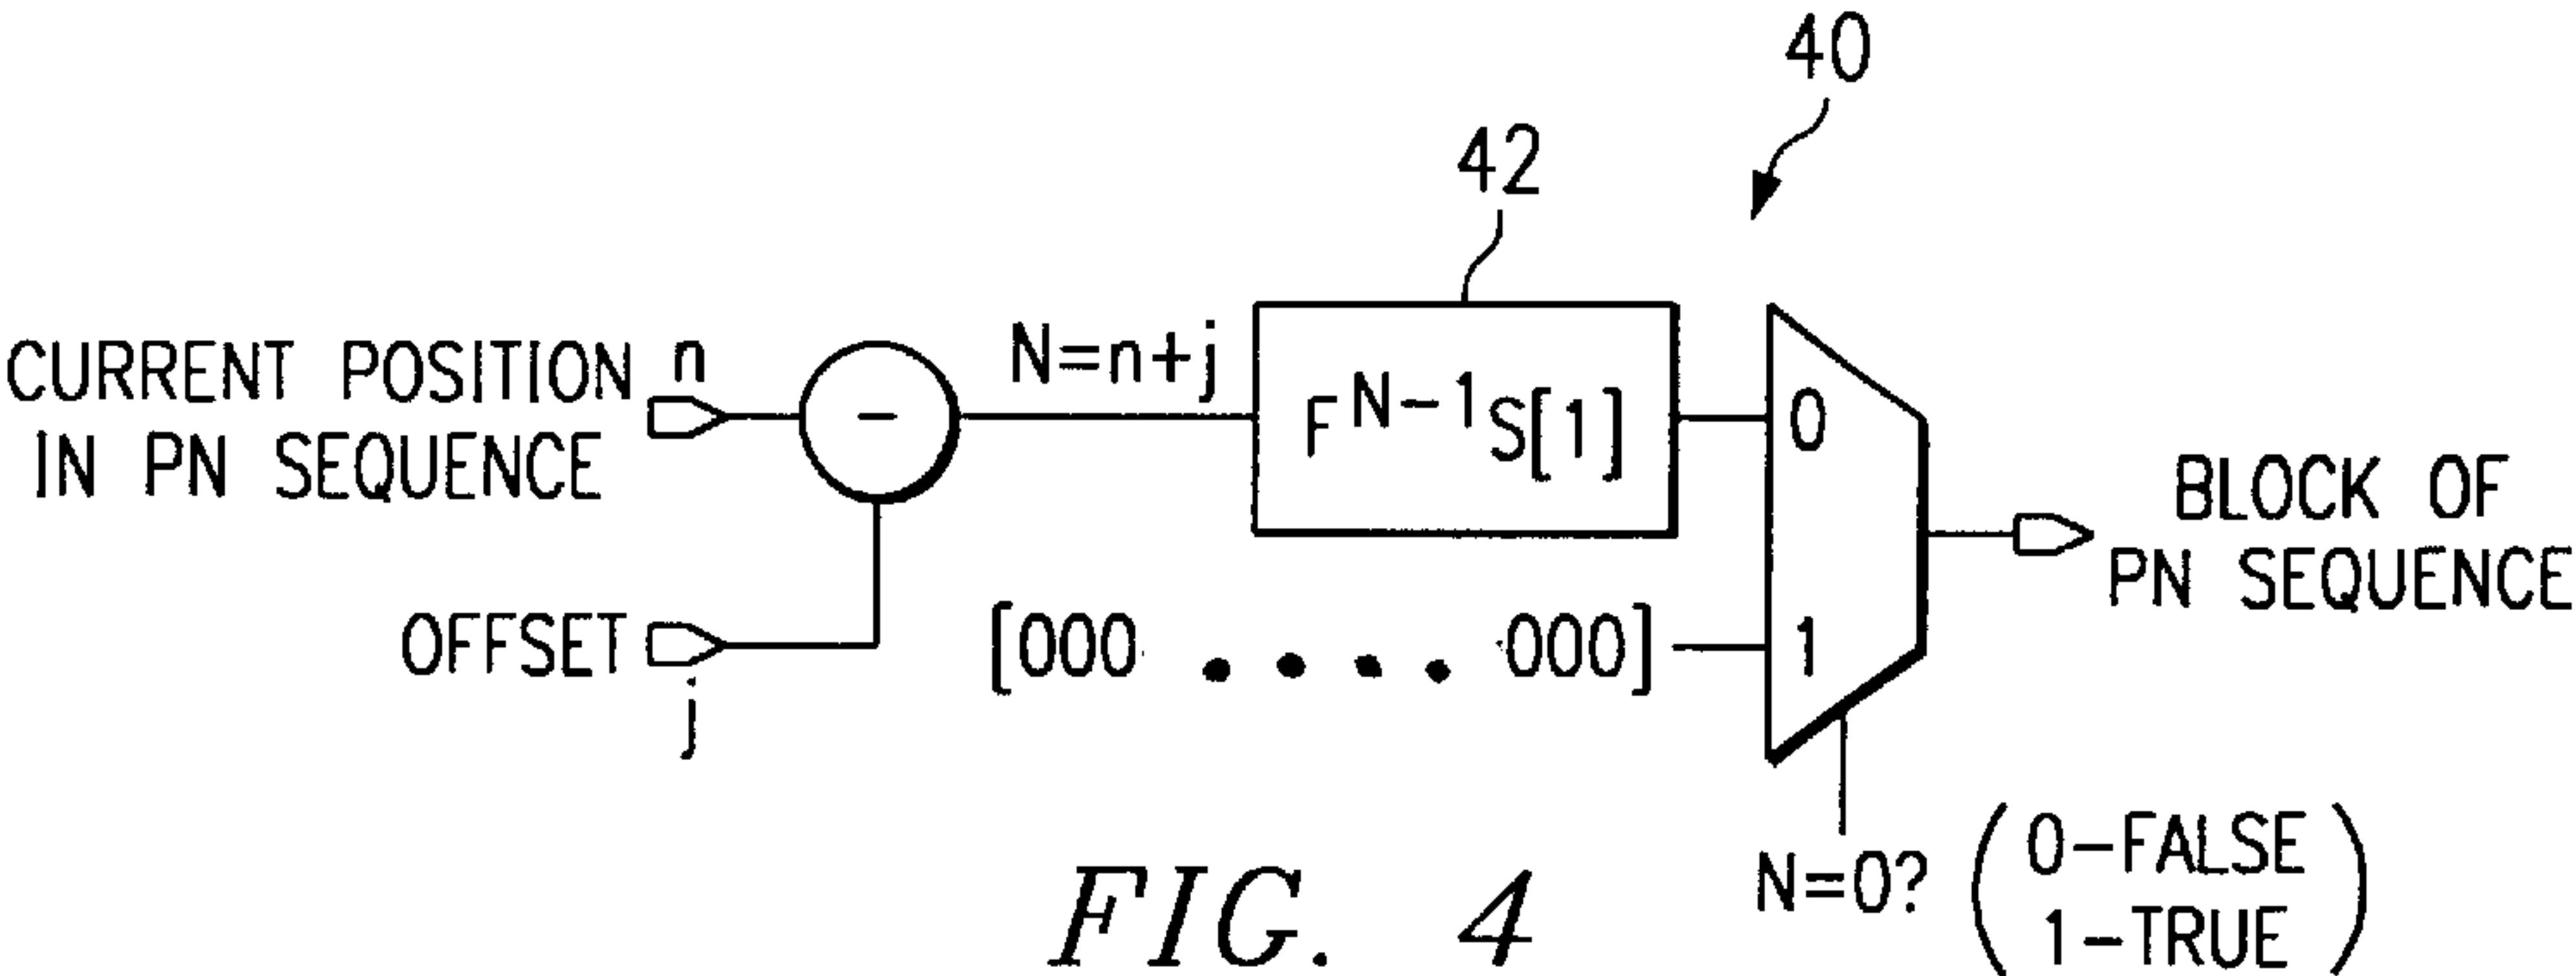 40
42
CURRENT POSITION n
IN PN SEQUENCE
-
N=n+j
F^{N-1}S[1]
0
BLOCK OF
PN SEQUENCE
OFFSET
j
[000 • • • • 000]
1
N=0?
(0-FALSE
1-TRUE)
FIG. 4